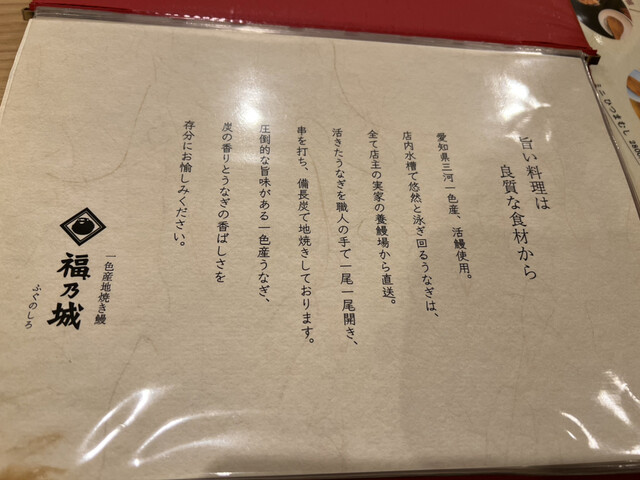 旨い料理は
良質な食材から
愛知県三河一色産、活鰻使用。
店内水槽で悠然と泳ぎ回るうなぎは、
全て店主の実家の養鰻場から直送。
活きたうなぎを職人の手で一尾一尾開き、
串を打ち、備長炭で地焼きしております。
圧倒的な旨味がある一色産うなぎ、
炭の香りとうなぎの香ばしさを
存分にお愉しみください。
一色産地焼き鰻
福乃城
ふくのしろ
ミニひつまむし